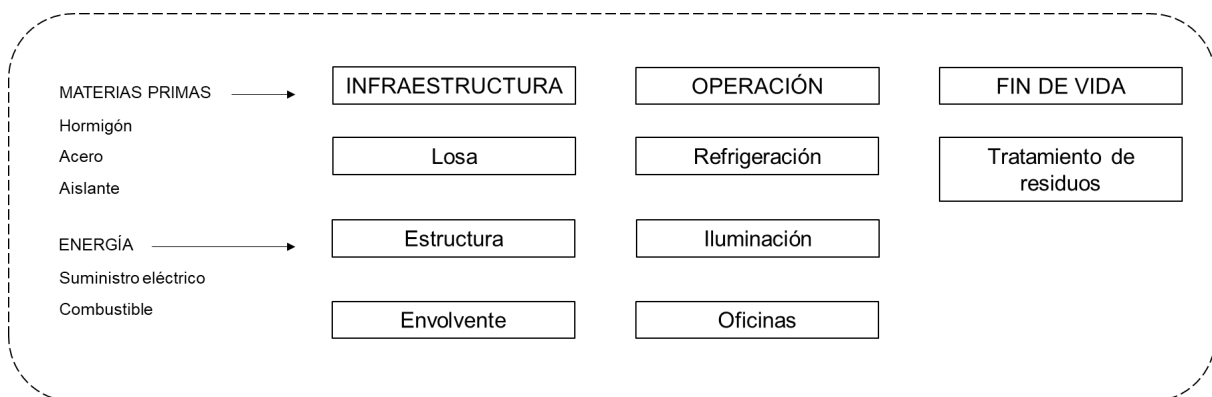 MATERIAS PRIMAS
Hormigón
Acero
Aislante
ENERGÍA
Suministro eléctrico
Combustible
INFRAESTRUCTURA
Losa
Estructura
Envolvente
OPERACIÓN
Refrigeración
Iluminación
Oficinas
FIN DE VIDA
Tratamiento de
residuos